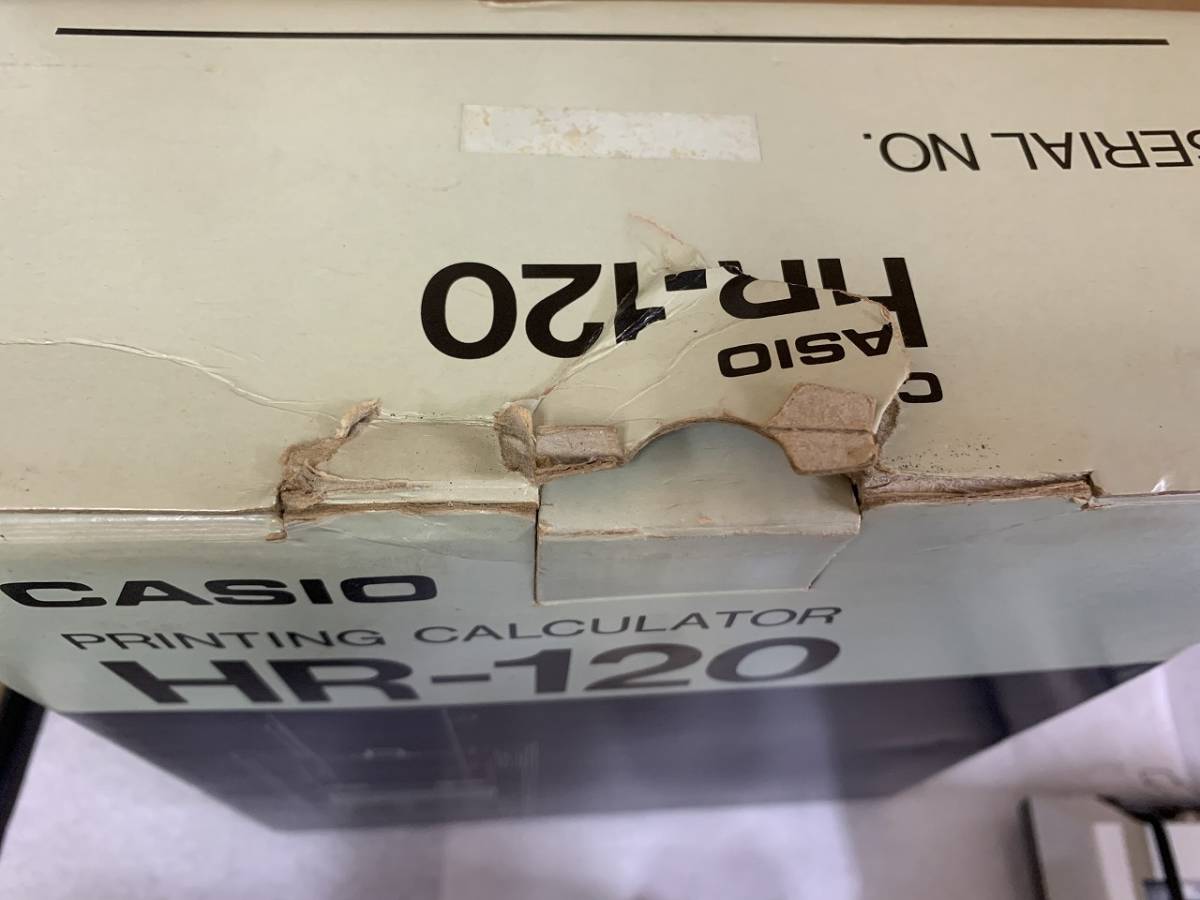 SERIAL NO.
HR-120
CASIO
CASIO
PRINTING CALCULATOR
HR-120